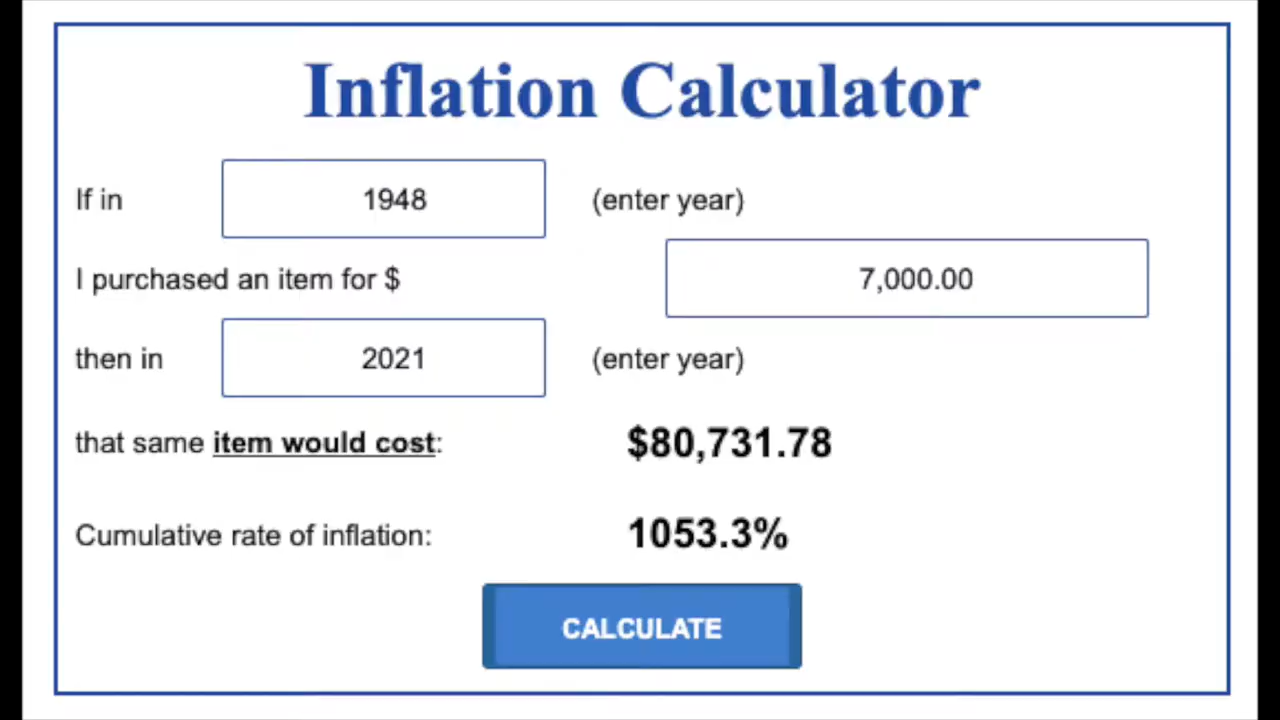 Inflation Calculator
If in 1948 (enter year)
I purchased an item for $ 7,000.00
then in 2021 (enter year)
that same item would cost: $80,731.78
Cumulative rate of inflation: 1053.3%
CALCULATE